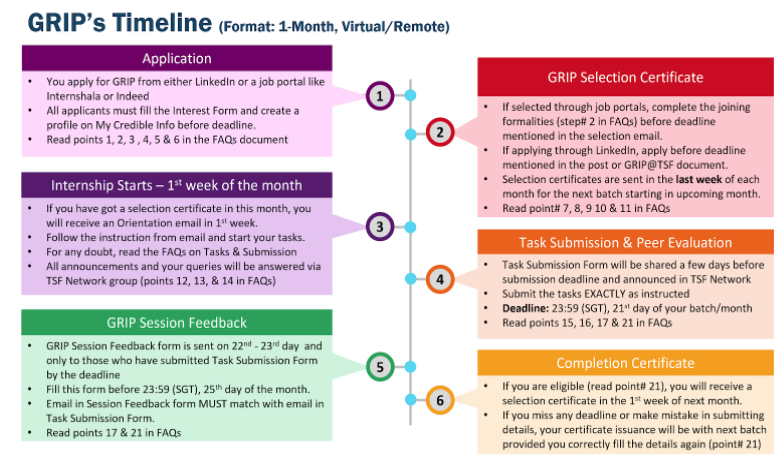 GRIP's Timeline (Format: 1-Month, Virtual/Remote)
Application
• You apply for GRIP from either LinkedIn or a job portal like
Internshala or Indeed
• All applicants must fill the Interest Form and create a
profile on My Credible Info before deadline.
• Read points 1, 2, 3 , 4, 5 & 6 in the FAQs document
1
GRIP Selection Certificate
• If selected through job portals, complete the joining
formalities (step# 2 in FAQs) before deadline
mentioned in the selection email.
• If applying through LinkedIn, apply before deadline
mentioned in the post or GRIP@TSF document.
• Selection certificates are sent in the last week of each
month for the next batch starting in upcoming month.
• Read point# 7, 8, 9 10 & 11 in FAQs
2
Internship Starts – 1st week of the month
• If you have got a selection certificate in this month, you
will receive an Orientation email in 1st week.
• Follow the instruction from email and start your tasks.
• For any doubt, read the FAQs on Tasks & Submission
• All announcements and your queries will be answered via
TSF Network group (points 12, 13, & 14 in FAQs)
3
Task Submission & Peer Evaluation
• Task Submission Form will be shared a few days before
submission deadline and announced in TSF Network
• Submit the tasks EXACTLY as instructed
• Deadline: 23:59 (SGT), 21st day of your batch/month
• Read points 15, 16, 17 & 21 in FAQs
4
GRIP Session Feedback
• GRIP Session Feedback form is sent on 22nd - 23rd day and
only to those who have submitted Task Submission Form
by the deadline
• Fill this form before 23:59 (SGT), 25th day of the month.
• Email in Session Feedback form MUST match with email in
Task Submission Form.
• Read points 17 & 21 in FAQs
5
Completion Certificate
• If you are eligible (read point# 21), you will receive a
selection certificate in the 1st week of next month.
• If you miss any deadline or make mistake in submitting
details, your certificate issuance will be with next batch
provided you correctly fill the details again (point# 21)
6